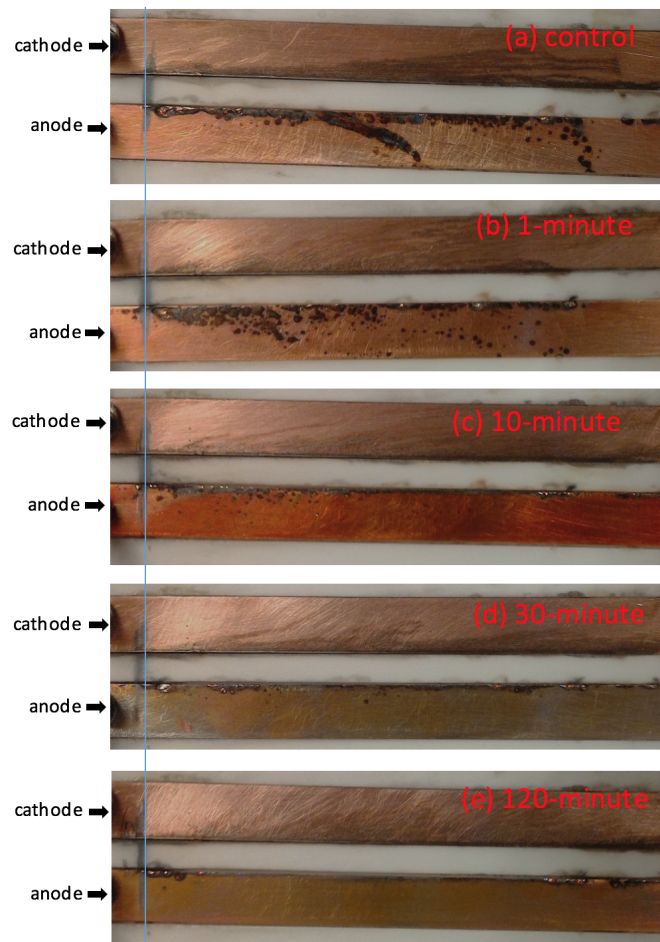 (a) control
cathode
anode
(b) 1-minute
cathode
anode
(c) 10-minute
cathode
anode
(d) 30-minute
cathode
anode
(e) 120-minute
cathode
anode